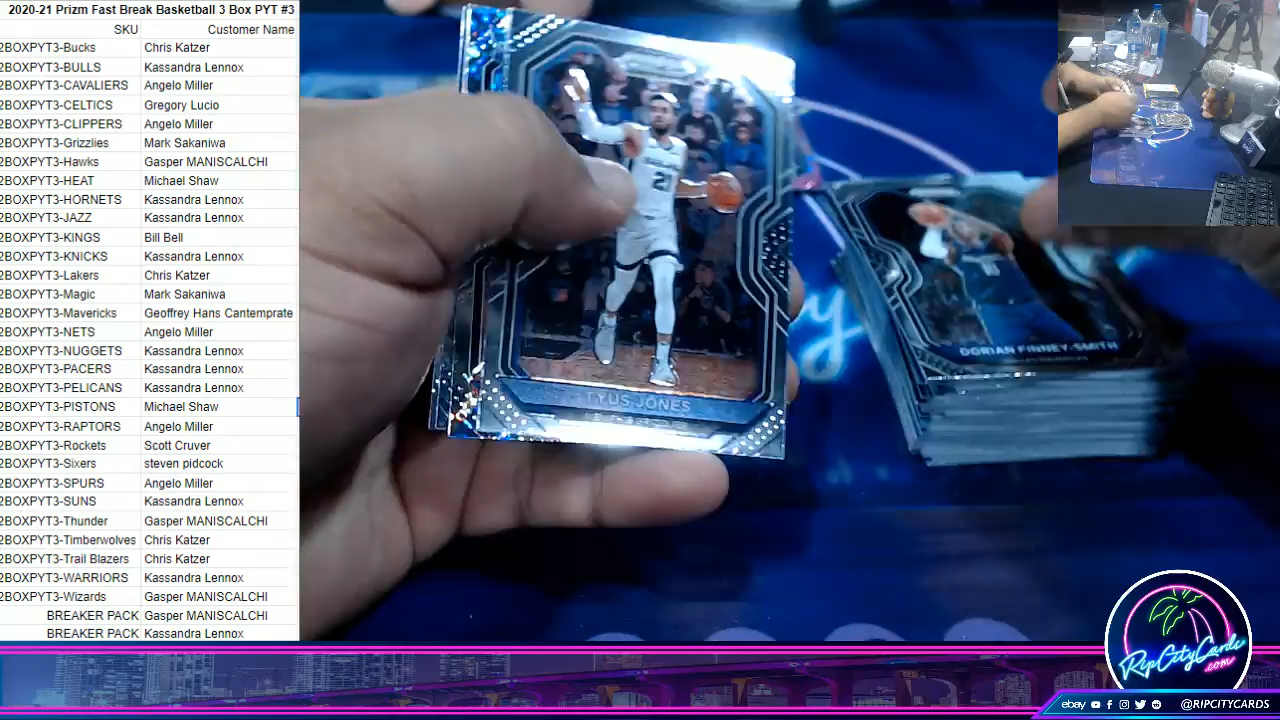 2020-21 Prizm Fast Break Basketball 3 Box PYT #3
SKU Customer Name
2BOXPYT3-Bucks Chris Katzer
2BOXPYT3-BULLS Kassandra Lennox
2BOXPYT3-CAVALIERS Angelo Miller
2BOXPYT3-CELTICS Gregory Lucio
2BOXPYT3-CLIPPERS Angelo Miller
2BOXPYT3-Grizzlies Mark Sakaniwa
2BOXPYT3-Hawks Gasper MANISCALCHI
2BOXPYT3-HEAT Michael Shaw
2BOXPYT3-HORNETS Kassandra Lennox
2BOXPYT3-JAZZ Kassandra Lennox
2BOXPYT3-KINGS Bill Bell
2BOXPYT3-KNICKS Kassandra Lennox
2BOXPYT3-Lakers Chris Katzer
2BOXPYT3-Magic Mark Sakaniwa
2BOXPYT3-Mavericks Geoffrey Hans Cantemprate
2BOXPYT3-NETS Angelo Miller
2BOXPYT3-NUGGETS Kassandra Lennox
2BOXPYT3-PACERS Kassandra Lennox
2BOXPYT3-PELICANS Kassandra Lennox
2BOXPYT3-PISTONS Michael Shaw
2BOXPYT3-RAPTORS Angelo Miller
2BOXPYT3-Rockets Scott Cruver
2BOXPYT3-Sixers steven pidcock
2BOXPYT3-SPURS Angelo Miller
2BOXPYT3-SUNS Kassandra Lennox
2BOXPYT3-Thunder Gasper MANISCALCHI
2BOXPYT3-Timberwolves Chris Katzer
2BOXPYT3-Trail Blazers Chris Katzer
2BOXPYT3-WARRIORS Kassandra Lennox
2BOXPYT3-Wizards Gasper MANISCALCHI
BREAKER PACK Gasper MANISCALCHI
BREAKER PACK Kassandra Lennox
21
TYUS JONES
DORIAN FINNEY-SMITH
RipCityCards
.com
ebay @RIPCITYCARDS